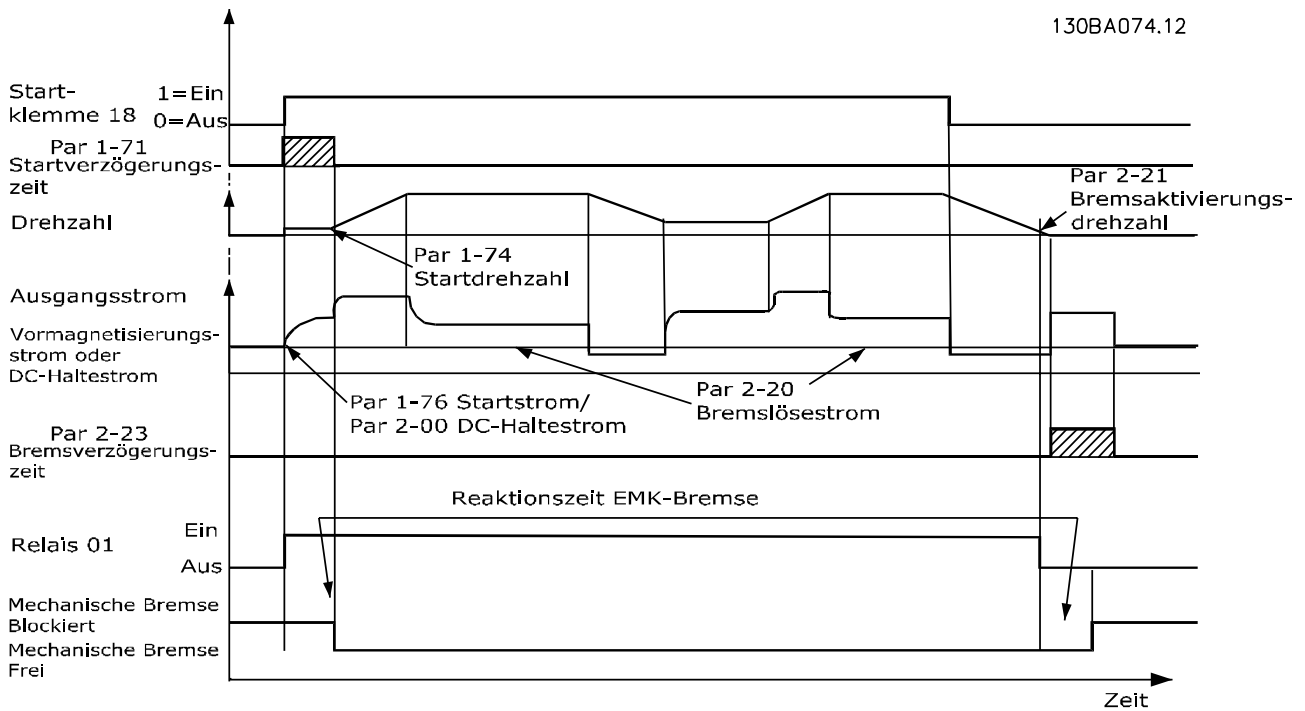 130BA074.12
Start-
klemme 18
1=Ein
0=Aus
Par 1-71
Startverzögerungs-
zeit
Par 2-21
Bremsaktivierungs-
drehzahl
Drehzahl
Par 1-74
Startdrehzahl
Ausgangsstrom
Vormagnetisierungs-
strom oder
DC-Haltestrom
Par 1-76 Startstrom/
Par 2-00 DC-Haltestrom
Par 2-20
Bremslösestrom
Par 2-23
Bremsverzögerungs-
zeit
Reaktionszeit EMK-Bremse
Relais 01
Ein
Aus
Mechanische Bremse
Blockiert
Mechanische Bremse
Frei
Zeit